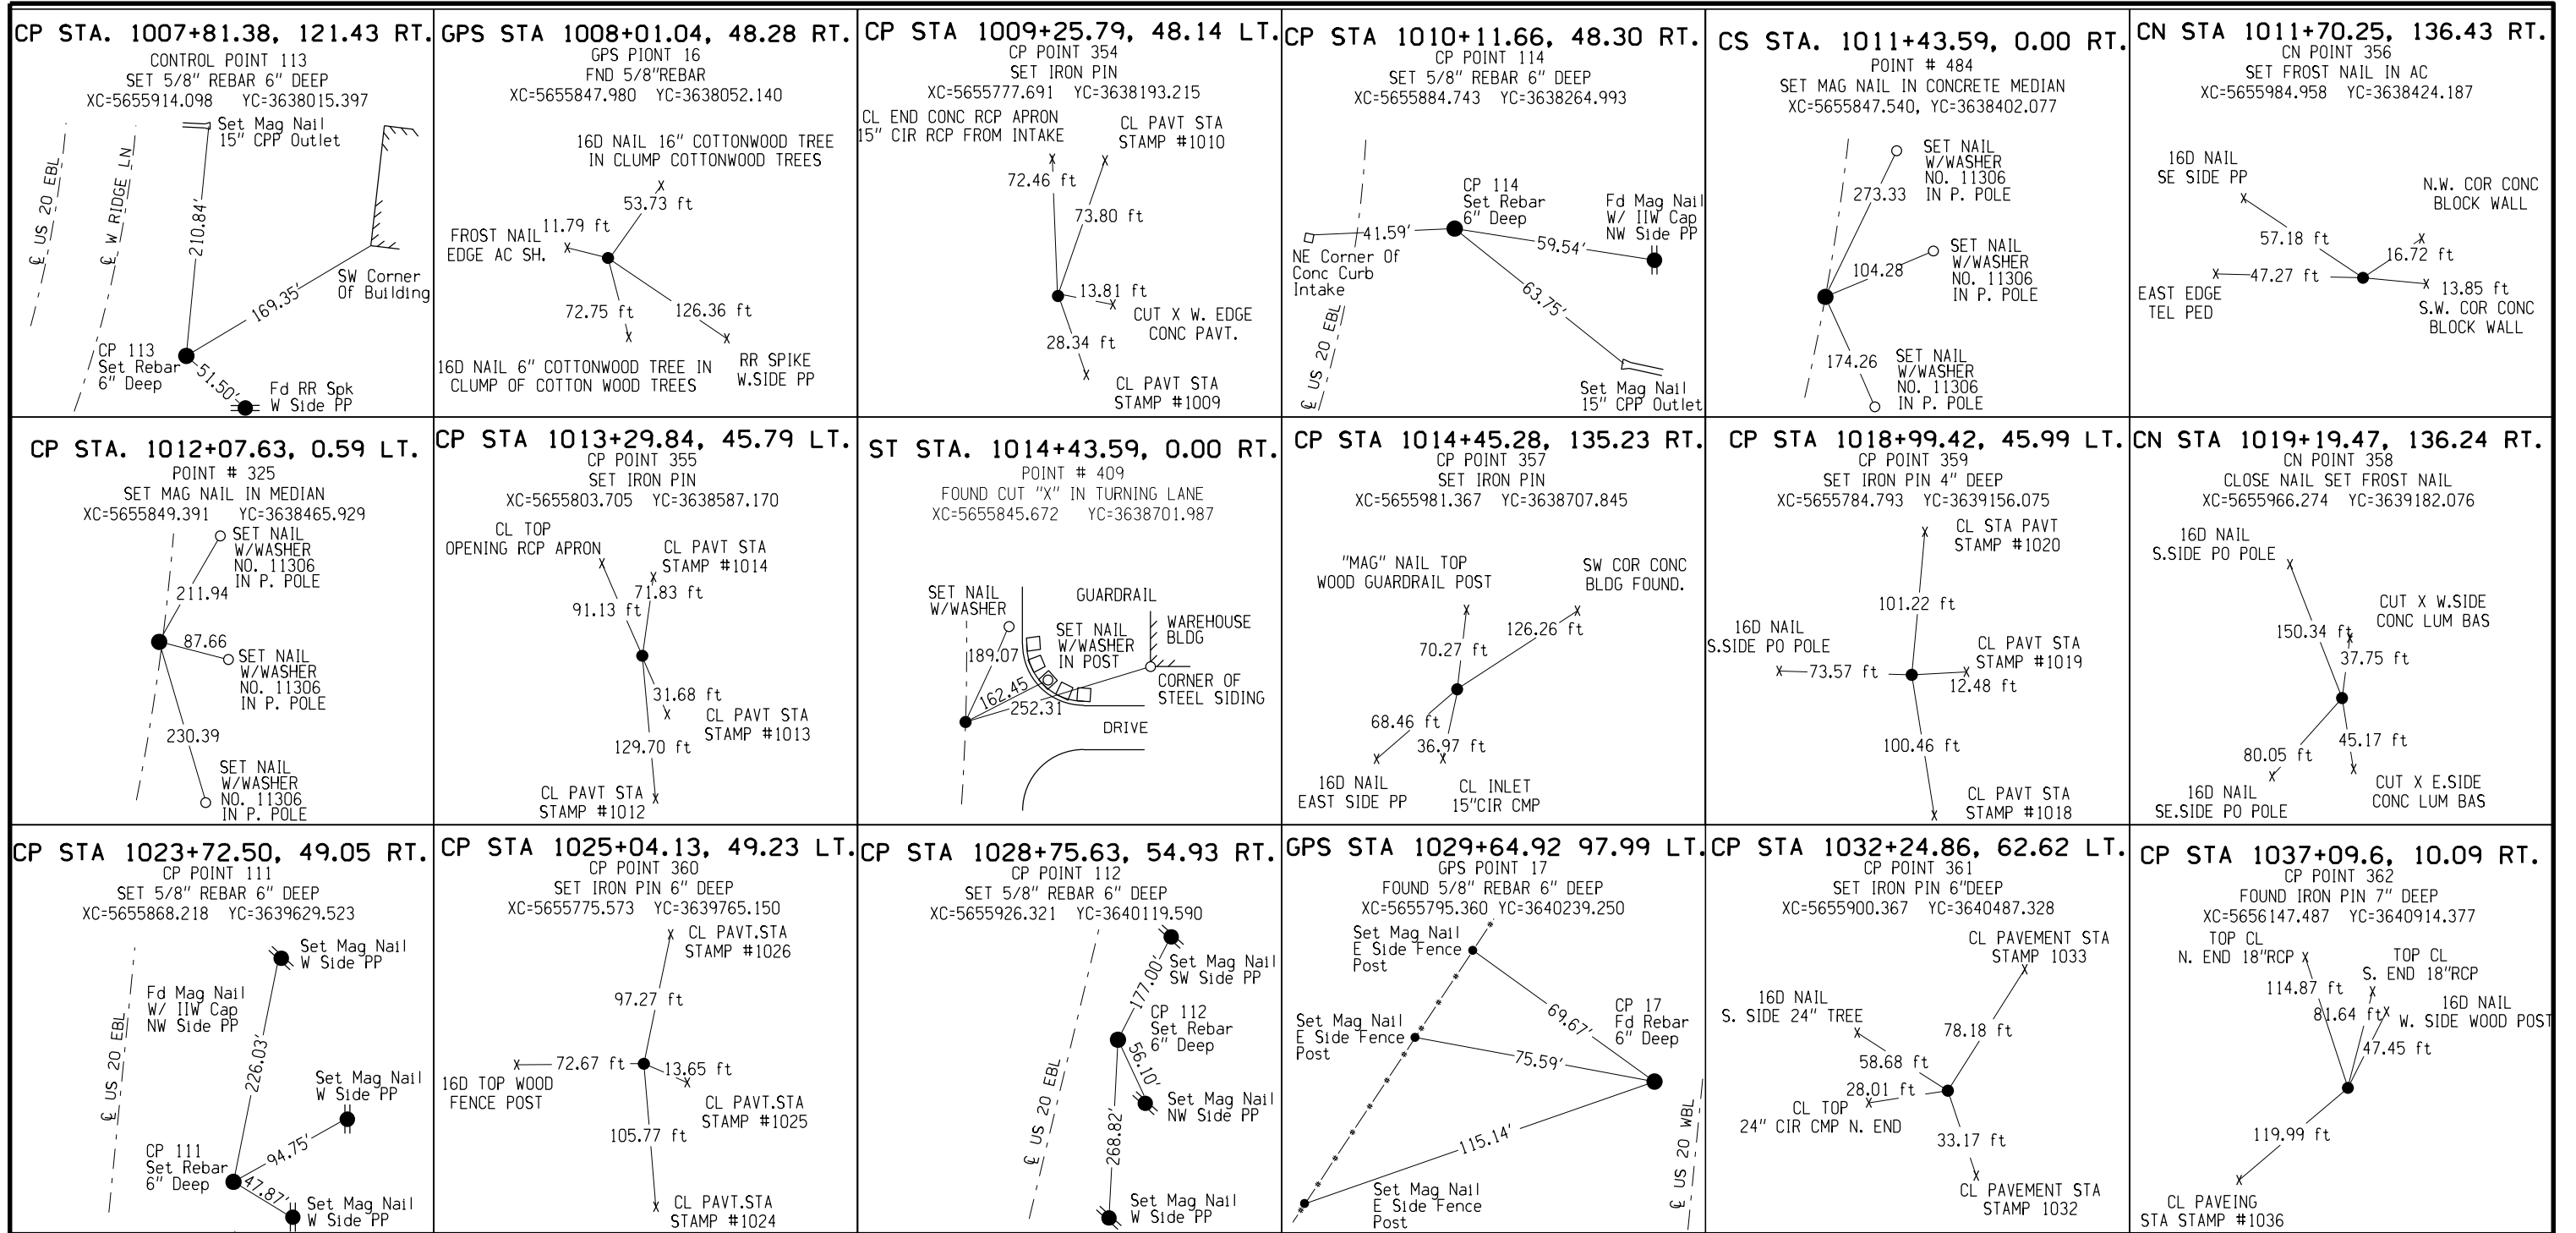 CP STA. 1007+81.38, 121.43 RT.
CONTROL POINT 113
SET 5/8" REBAR 6" DEEP
XC=5655914.098 YC=3638015.397
Set Mag Nail
15" CPP Outlet
℄ US 20 EBL
℄ W RIDGE LN
210.84'
SW Corner
Of Building
169.35'
CP 113
Set Rebar
6" Deep
51.50'
Fd RR Spk
W Side PP
GPS STA 1008+01.04, 48.28 RT.
GPS PIONT 16
FND 5/8"REBAR
XC=5655847.980 YC=3638052.140
16D NAIL 16" COTTONWOOD TREE
IN CLUMP COTTONWOOD TREES
53.73 ft
11.79 ft
FROST NAIL
EDGE AC SH.
72.75 ft
126.36 ft
16D NAIL 6" COTTONWOOD TREE IN
CLUMP OF COTTON WOOD TREES
RR SPIKE
W.SIDE PP
CP STA 1009+25.79, 48.14 LT.
CP POINT 354
SET IRON PIN
XC=5655777.691 YC=3638193.215
CL END CONC RCP APRON
15" CIR RCP FROM INTAKE
CL PAVT STA
STAMP #1010
72.46 ft
73.80 ft
13.81 ft
CUT X W. EDGE
CONC PAVT.
28.34 ft
CL PAVT STA
STAMP #1009
CP STA 1010+11.66, 48.30 RT.
CP POINT 114
SET 5/8" REBAR 6" DEEP
XC=5655884.743 YC=3638264.993
CP 114
Set Rebar
6" Deep
Fd Mag Nail
W/ IIW Cap
NW Side PP
41.59'
59.54'
NE Corner Of
Conc Curb
Intake
63.75'
℄ US 20 EBL
Set Mag Nail
15" CPP Outlet
CS STA. 1011+43.59, 0.00 RT.
POINT # 484
SET MAG NAIL IN CONCRETE MEDIAN
XC=5655847.540, YC=3638402.077
SET NAIL
W/WASHER
NO. 11306
IN P. POLE
273.33
SET NAIL
W/WASHER
NO. 11306
IN P. POLE
104.28
174.26
SET NAIL
W/WASHER
NO. 11306
IN P. POLE
CN STA 1011+70.25, 136.43 RT.
CN POINT 356
SET FROST NAIL IN AC
XC=5655984.958 YC=3638424.187
16D NAIL
SE SIDE PP
N.W. COR CONC
BLOCK WALL
57.18 ft
16.72 ft
47.27 ft
13.85 ft
EAST EDGE
TEL PED
S.W. COR CONC
BLOCK WALL
CP STA. 1012+07.63, 0.59 LT.
POINT # 325
SET MAG NAIL IN MEDIAN
XC=5655849.391 YC=3638465.929
SET NAIL
W/WASHER
NO. 11306
IN P. POLE
211.94
87.66
SET NAIL
W/WASHER
NO. 11306
IN P. POLE
230.39
SET NAIL
W/WASHER
NO. 11306
IN P. POLE
CP STA 1013+29.84, 45.79 LT.
CP POINT 355
SET IRON PIN
XC=5655803.705 YC=3638587.170
CL TOP
OPENING RCP APRON
CL PAVT STA
STAMP #1014
71.83 ft
91.13 ft
31.68 ft
CL PAVT STA
STAMP #1013
129.70 ft
CL PAVT STA
STAMP #1012
ST STA. 1014+43.59, 0.00 RT.
POINT # 409
FOUND CUT "X" IN TURNING LANE
XC=5655845.672 YC=3638701.987
SET NAIL
W/WASHER
GUARDRAIL
WAREHOUSE
BLDG
SET NAIL
W/WASHER
IN POST
189.07
162.45
252.31
CORNER OF
STEEL SIDING
DRIVE
CP STA 1014+45.28, 135.23 RT.
CP POINT 357
SET IRON PIN
XC=5655981.367 YC=3638707.845
"MAG" NAIL TOP
WOOD GUARDRAIL POST
SW COR CONC
BLDG FOUND.
126.26 ft
70.27 ft
68.46 ft
36.97 ft
16D NAIL
EAST SIDE PP
CL INLET
15"CIR CMP
CP STA 1018+99.42, 45.99 LT.
CP POINT 359
SET IRON PIN 4" DEEP
XC=5655784.793 YC=3639156.075
CL STA PAVT
STAMP #1020
101.22 ft
16D NAIL
S.SIDE PO POLE
CL PAVT STA
STAMP #1019
73.57 ft
12.48 ft
100.46 ft
CL PAVT STA
STAMP #1018
CN STA 1019+19.47, 136.24 RT.
CN POINT 358
CLOSE NAIL SET FROST NAIL
XC=5655966.274 YC=3639182.076
16D NAIL
S.SIDE PO POLE
CUT X W.SIDE
CONC LUM BAS
150.34 ft
37.75 ft
80.05 ft
45.17 ft
16D NAIL
SE.SIDE PO POLE
CUT X E.SIDE
CONC LUM BAS
CP STA 1023+72.50, 49.05 RT.
CP POINT 111
SET 5/8" REBAR 6" DEEP
XC=5655868.218 YC=3639629.523
Set Mag Nail
W Side PP
Fd Mag Nail
W/ IIW Cap
NW Side PP
℄ US 20 EBL
226.03'
Set Mag Nail
W Side PP
CP 111
Set Rebar
6" Deep
94.75'
47.87'
Set Mag Nail
W Side PP
CP STA 1025+04.13, 49.23 LT.
CP POINT 360
SET IRON PIN 6" DEEP
XC=5655775.573 YC=3639765.150
CL PAVT.STA
STAMP #1026
97.27 ft
72.67 ft
13.65 ft
16D TOP WOOD
FENCE POST
CL PAVT.STA
STAMP #1025
105.77 ft
CL PAVT.STA
STAMP #1024
CP STA 1028+75.63, 54.93 RT.
CP POINT 112
SET 5/8" REBAR 6" DEEP
XC=5655926.321 YC=3640119.590
Set Mag Nail
SW Side PP
177.00'
CP 112
Set Rebar
6" Deep
56.10'
℄ US 20 EBL
Set Mag Nail
NW Side PP
268.82'
Set Mag Nail
W Side PP
GPS STA 1029+64.92 97.99 LT.
GPS POINT 17
FOUND 5/8" REBAR 6" DEEP
XC=5655795.360 YC=3640239.250
Set Mag Nail
E Side Fence
Post
69.67'
CP 17
Fd Rebar
6" Deep
Set Mag Nail
E Side Fence
Post
75.59'
115.14'
℄ US 20 WBL
Set Mag Nail
E Side Fence
Post
CP STA 1032+24.86, 62.62 LT.
CP POINT 361
SET IRON PIN 6"DEEP
XC=5655900.367 YC=3640487.328
CL PAVEMENT STA
STAMP 1033
16D NAIL
S. SIDE 24" TREE
78.18 ft
58.68 ft
28.01 ft
CL TOP
24" CIR CMP N. END
33.17 ft
CL PAVEMENT STA
STAMP 1032
CP STA 1037+09.6, 10.09 RT.
CP POINT 362
FOUND IRON PIN 7" DEEP
XC=5656147.487 YC=3640914.377
TOP CL
N. END 18"RCP
TOP CL
S. END 18"RCP
114.87 ft
16D NAIL
W. SIDE WOOD POST
81.64 ft
47.45 ft
119.99 ft
CL PAVEING
STA STAMP #1036